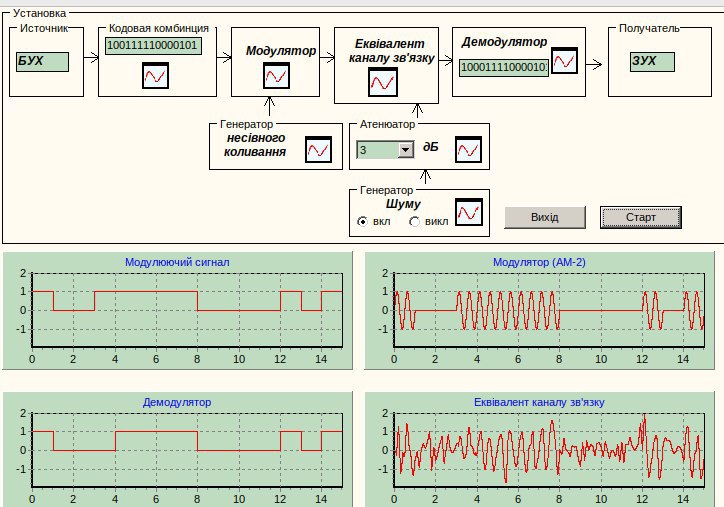 Установка
Источник
Кодовая комбинция
Получатель
БУХ
100111110000101
Модулятор
Еквівалент
каналу зв'язку
Демодулятор
10001111000010
ЗУХ
Генератор
несівного
коливання
Атенюатор
3
дБ
Генератор
Шуму
вкл
викл
Вихід
Старт
Модулюючий сигнал
2
1
0
-1
0 2 4 6 8 10 12 14
Модулятор (АМ-2)
2
1
0
-1
0 2 4 6 8 10 12 14
Демодулятор
2
1
0
-1
0 2 4 6 8 10 12 14
Еквівалент каналу зв'язку
2
1
0
-1
0 2 4 6 8 10 12 14